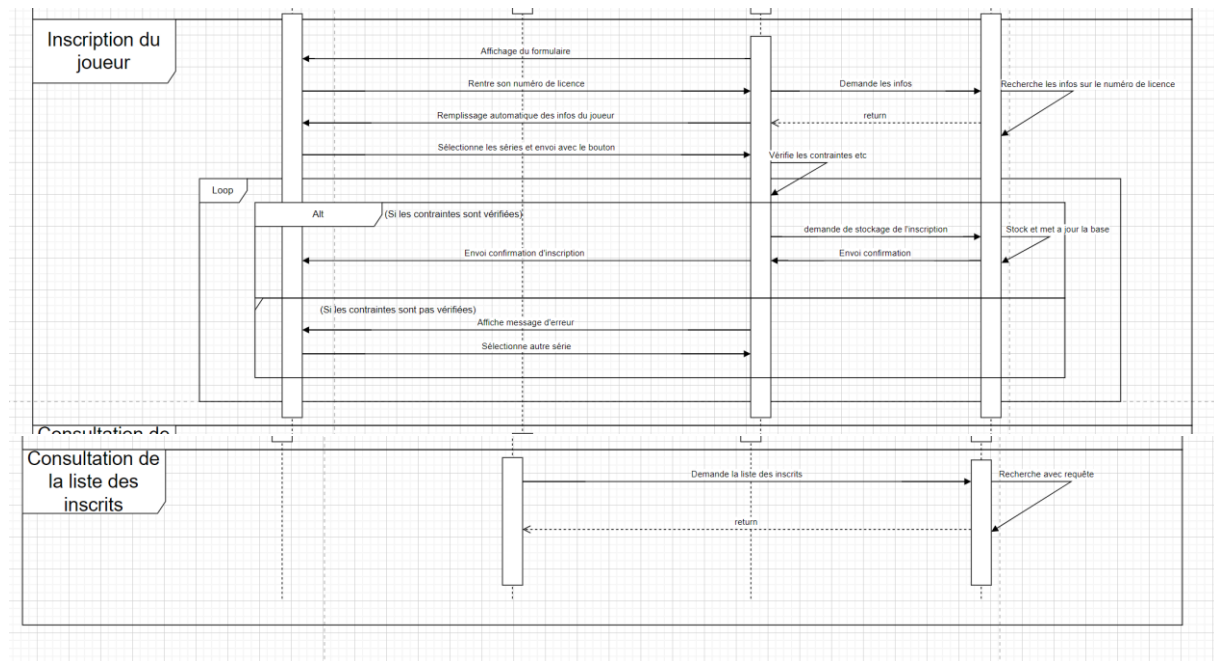 Inscription du
joueur
Affichage du formulaire
Rentre son numéro de licence
Demande les infos
Recherche les infos sur le numéro de licence
Remplissage automatique des infos du joueur
return
Sélectionne les séries et envoi avec le bouton
Vérifie les contraintes etc
Loop
Alt
(Si les contraintes sont vérifiées)
demande de stockage de l'inscription
Stock et met a jour la base
Envoi confirmation d'inscription
Envoi confirmation
(Si les contraintes sont pas vérifiées)
Affiche message d'erreur
Sélectionne autre série
Consultation de
Consultation de
la liste des
inscrits
Demande la liste des inscrits
Recherche avec requête
return